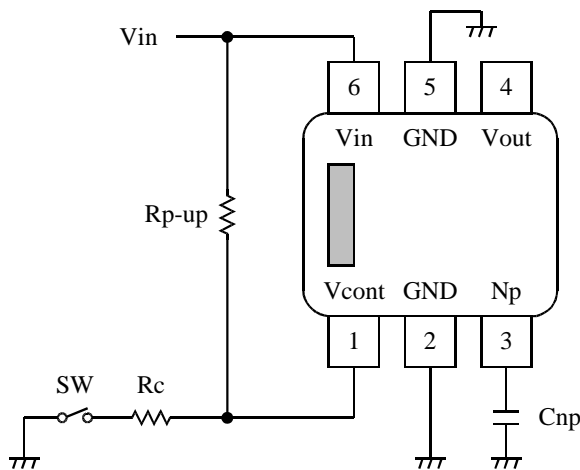 Vin
6 5 4
Vin GND Vout
Rp-up
Vcont GND Np
1 2 3
SW Rc
Cnp